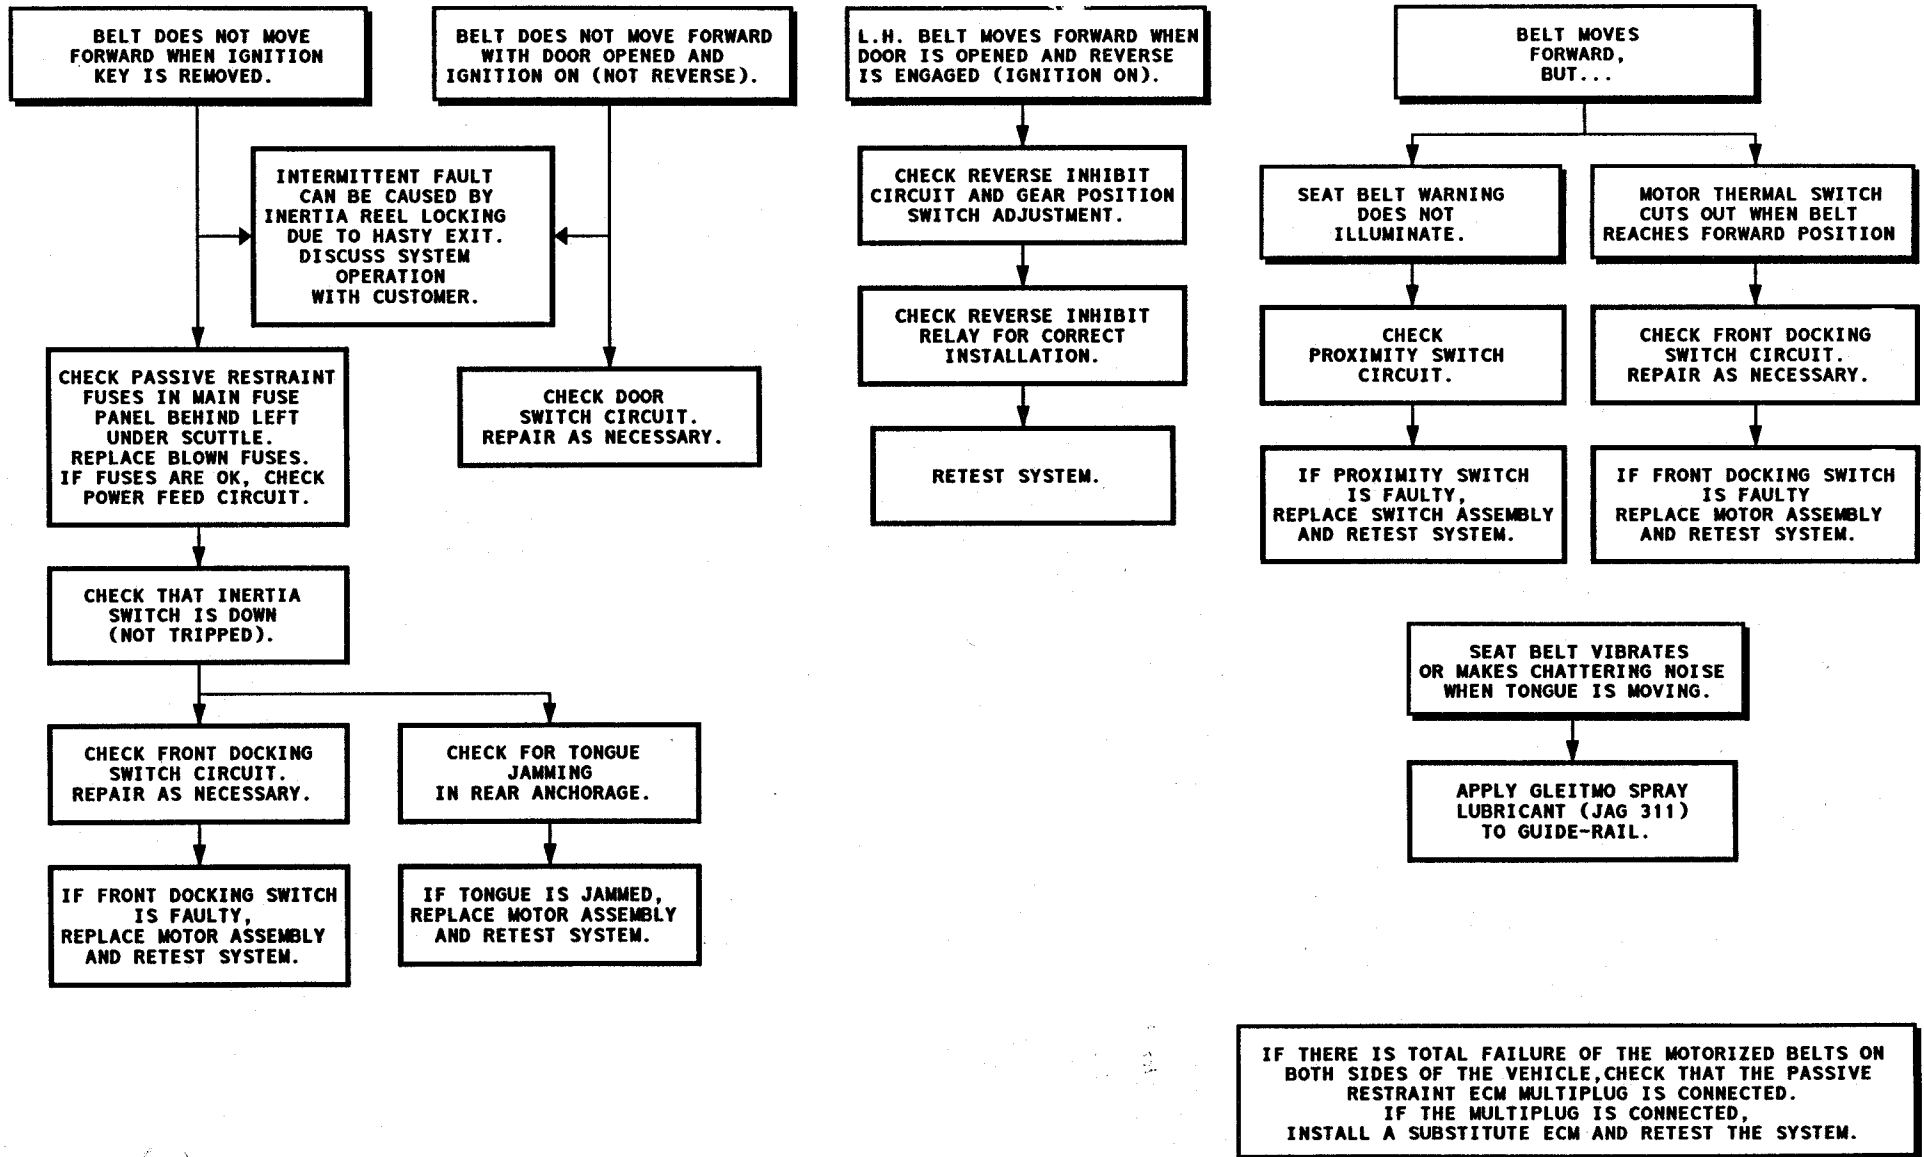 BELT DOES NOT MOVE
FORWARD WHEN IGNITION
KEY IS REMOVED.
BELT DOES NOT MOVE FORWARD
WITH DOOR OPENED AND
IGNITION ON (NOT REVERSE).
L.H. BELT MOVES FORWARD WHEN
DOOR IS OPENED AND REVERSE
IS ENGAGED (IGNITION ON).
BELT MOVES
FORWARD,
BUT...
INTERMITTENT FAULT
CAN BE CAUSED BY
INERTIA REEL LOCKING
DUE TO HASTY EXIT.
DISCUSS SYSTEM
OPERATION
WITH CUSTOMER.
CHECK REVERSE INHIBIT
CIRCUIT AND GEAR POSITION
SWITCH ADJUSTMENT.
SEAT BELT WARNING
DOES NOT
ILLUMINATE.
MOTOR THERMAL SWITCH
CUTS OUT WHEN BELT
REACHES FORWARD POSITION
CHECK PASSIVE RESTRAINT
FUSES IN MAIN FUSE
PANEL BEHIND LEFT
UNDER SCUTTLE.
REPLACE BLOWN FUSES.
IF FUSES ARE OK, CHECK
POWER FEED CIRCUIT.
CHECK DOOR
SWITCH CIRCUIT.
REPAIR AS NECESSARY.
CHECK REVERSE INHIBIT
RELAY FOR CORRECT
INSTALLATION.
CHECK
PROXIMITY SWITCH
CIRCUIT.
CHECK FRONT DOCKING
SWITCH CIRCUIT.
REPAIR AS NECESSARY.
RETEST SYSTEM.
IF PROXIMITY SWITCH
IS FAULTY,
REPLACE SWITCH ASSEMBLY
AND RETEST SYSTEM.
IF FRONT DOCKING SWITCH
IS FAULTY
REPLACE MOTOR ASSEMBLY
AND RETEST SYSTEM.
CHECK THAT INERTIA
SWITCH IS DOWN
(NOT TRIPPED).
SEAT BELT VIBRATES
OR MAKES CHATTERING NOISE
WHEN TONGUE IS MOVING.
CHECK FRONT DOCKING
SWITCH CIRCUIT.
REPAIR AS NECESSARY.
CHECK FOR TONGUE
JAMMING
IN REAR ANCHORAGE.
APPLY GLEITMO SPRAY
LUBRICANT (JAG 311)
TO GUIDE-RAIL.
IF FRONT DOCKING SWITCH
IS FAULTY,
REPLACE MOTOR ASSEMBLY
AND RETEST SYSTEM.
IF TONGUE IS JAMMED,
REPLACE MOTOR ASSEMBLY
AND RETEST SYSTEM.
IF THERE IS TOTAL FAILURE OF THE MOTORIZED BELTS ON
BOTH SIDES OF THE VEHICLE,CHECK THAT THE PASSIVE
RESTRAINT ECM MULTIPLUG IS CONNECTED.
IF THE MULTIPLUG IS CONNECTED,
INSTALL A SUBSTITUTE ECM AND RETEST THE SYSTEM.